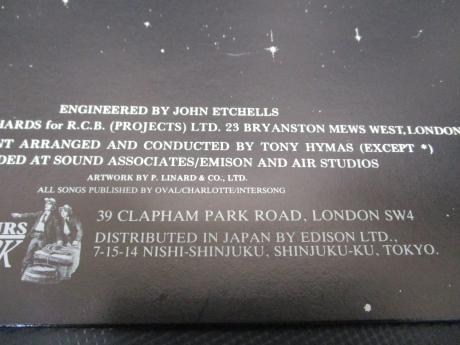 ENGINEERED BY JOHN ETCHELLS
HARDS for R.C.B. (PROJECTS) LTD. 23 BRYANSTON MEWS WEST, LONDON
NT ARRANGED AND CONDUCTED BY TONY HYMAS (EXCEPT *)
DED AT SOUND ASSOCIATES/EMISON AND AIR STUDIOS
ARTWORK BY P. LINARD & CO., LTD.
ALL SONGS PUBLISHED BY OVAL/CHARLOTTE/INTERSONG
URS
K
39 CLAPHAM PARK ROAD, LONDON SW4
DISTRIBUTED IN JAPAN BY EDISON LTD.,
7-15-14 NISHI-SHINJUKU, SHINJUKU-KU, TOKYO.